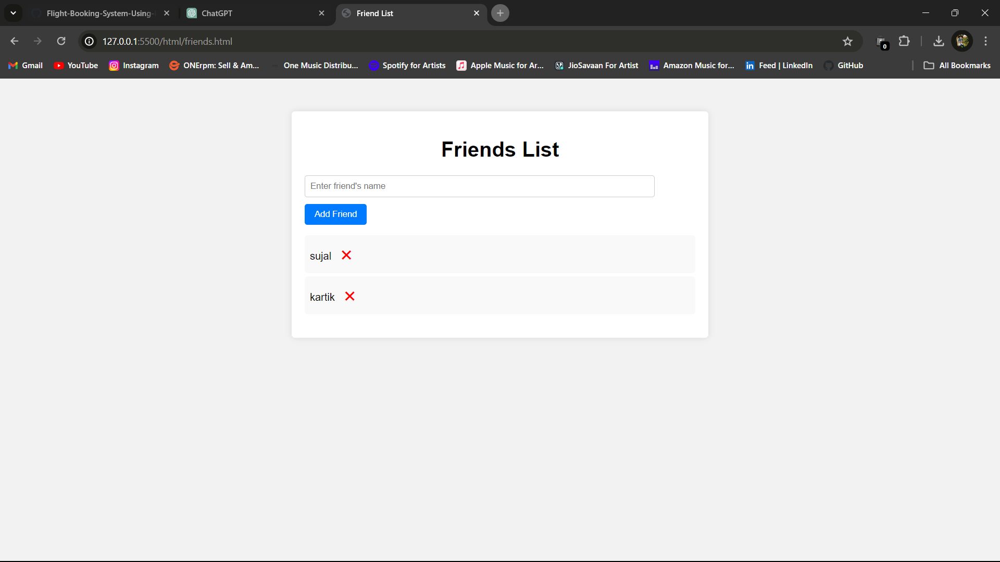 Flight-Booking-System-Using-
ChatGPT
Friend List
127.0.0.1:5500/html/friends.html
0
Gmail
YouTube
Instagram
ONErpm: Sell & Am...
One Music Distribu...
Spotify for Artists
Apple Music for Ar...
JioSavaan For Artist
Amazon Music for...
Feed | LinkedIn
GitHub
All Bookmarks
Friends List
Enter friend's name
Add Friend
sujal
kartik